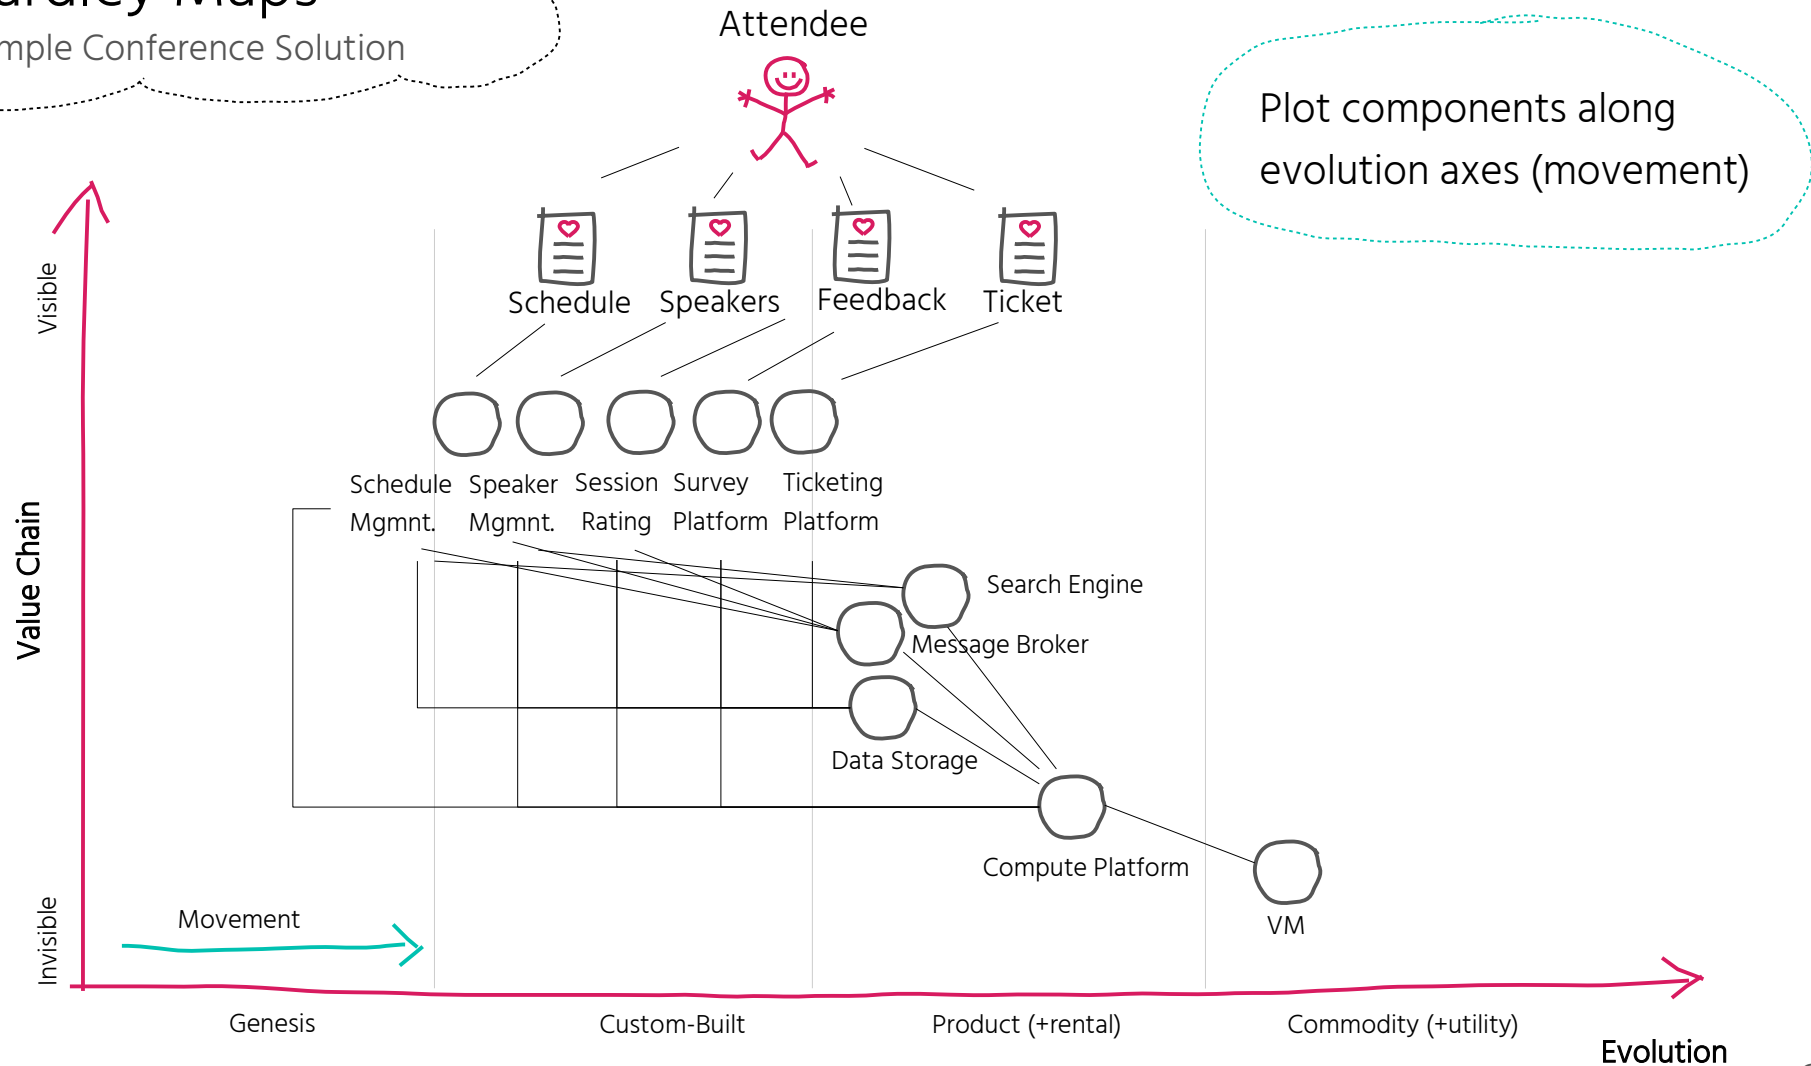 Maps
Conference Solution
Attendee
Plot components along
evolution axes (movement)
Visible
Schedule
Speakers
Feedback
Ticket
Schedule
Mgmnt.
Speaker
Mgmnt.
Session
Rating
Survey
Platform
Ticketing
Platform
Value Chain
Search Engine
Message Broker
Data Storage
Compute Platform
VM
Movement
Invisible
Genesis
Custom-Built
Product (+rental)
Commodity (+utility)
Evolution